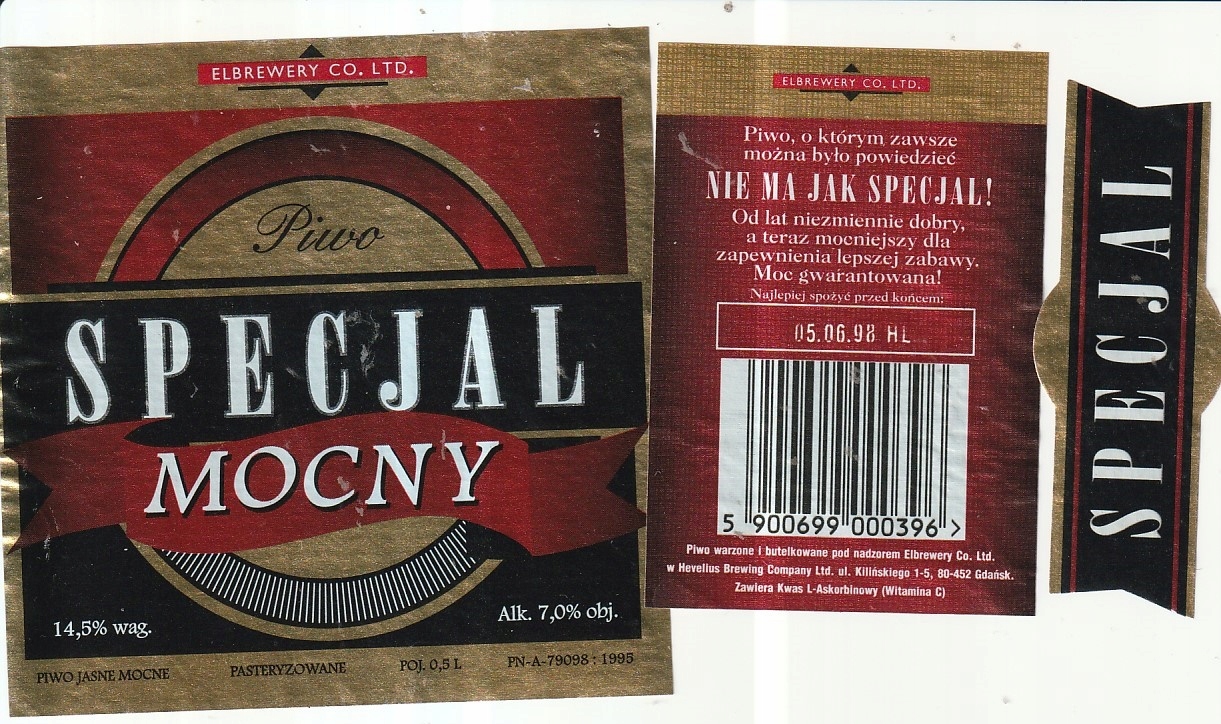 ELBREWERY CO. LTD.
Piwo
SPECJAL
MOCNY
14,5% wag.
Alk. 7,0% obj.
PIWO JASNE MOCNE
PASTERYZOWANE
POJ. 0,5 L
PN-A-79098 : 1995
ELBREWERY CO. LTD.
Piwo, o którym zawsze
można było powiedzieć
NIE MA JAK SPECJAL!
Od lat niezmiennie dobry,
a teraz mocniejszy dla
zapewnienia lepszej zabawy.
Moc gwarantowana!
Najlepiej spożyć przed końcem:
05.06.98 HL
5 900699 000396 >
Piwo warzone i butelkowane pod nadzorem Elbrewery Co. Ltd.
w Hevelius Brewing Company Ltd. ul. Kilińskiego 1-5, 80-452 Gdańsk.
Zawiera Kwas L-Askorbinowy (Witamina C)
SPECJAL